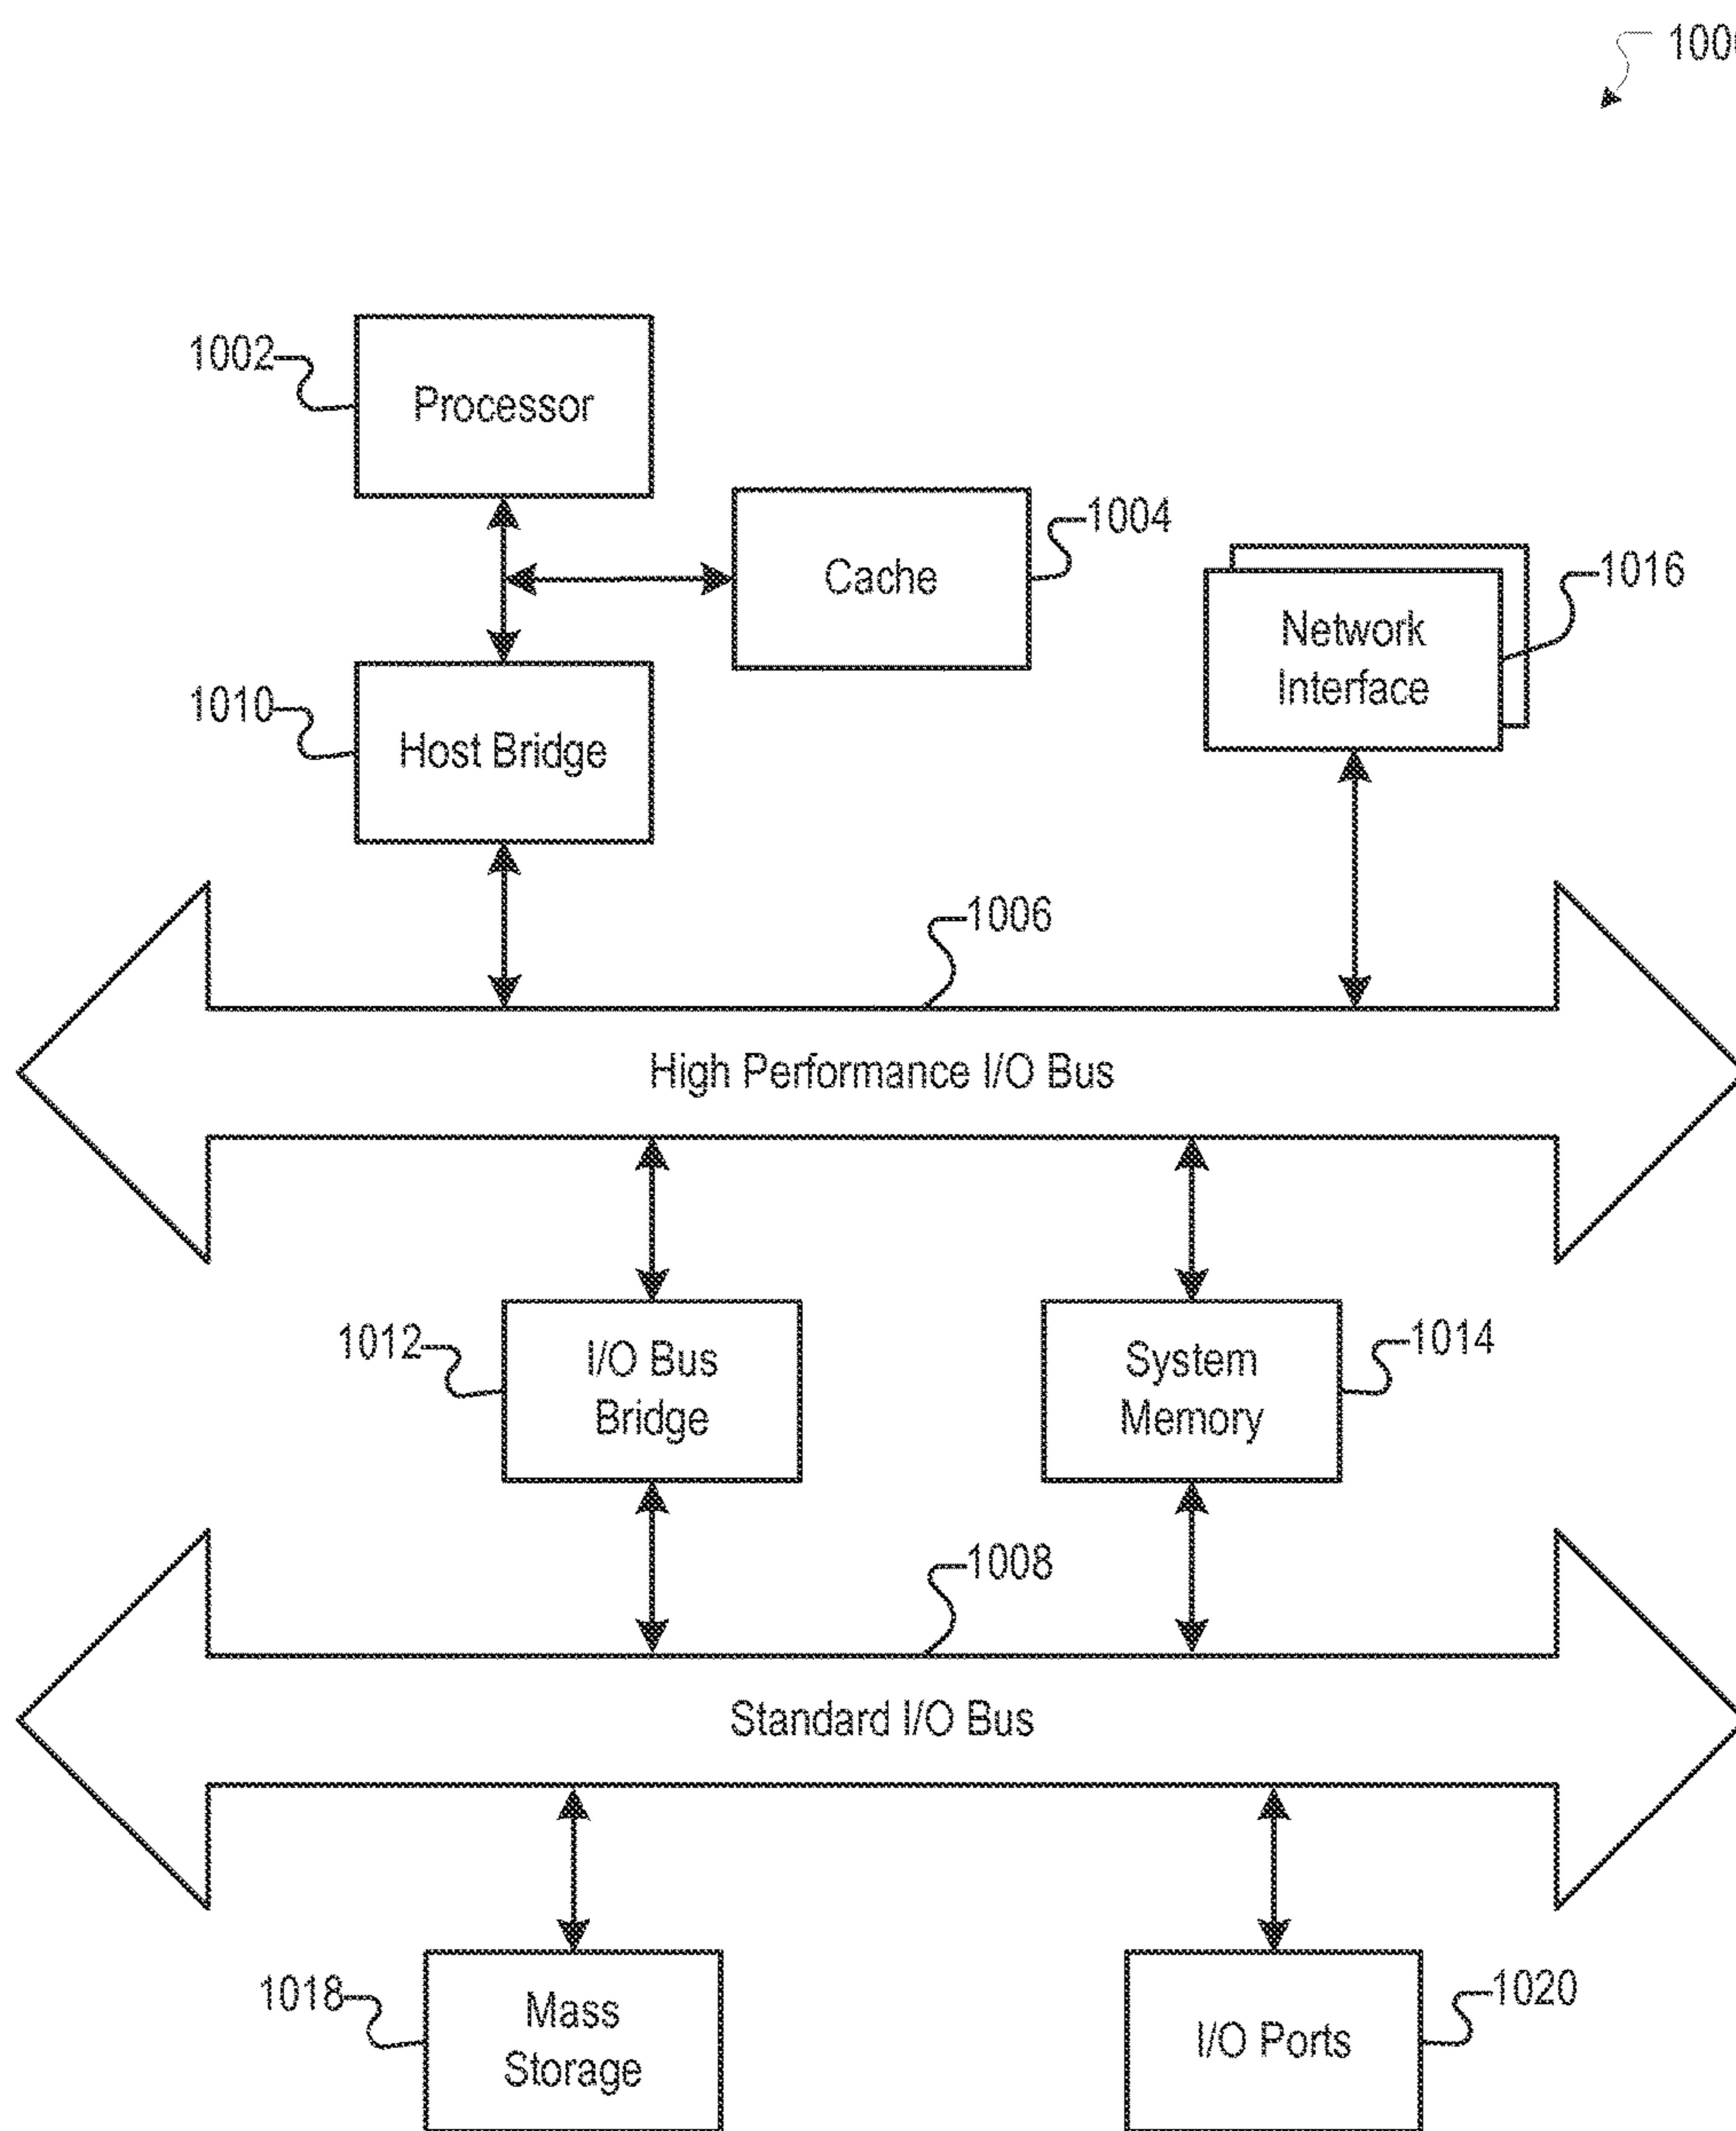 1002
Processor
Cache
1004
Network
Interface
1016
1010
Host Bridge
1006
High Performance I/O Bus
1012
I/O Bus
Bridge
System
Memory
1014
1008
Standard I/O Bus
1018
Mass
Storage
I/O Ports
1020